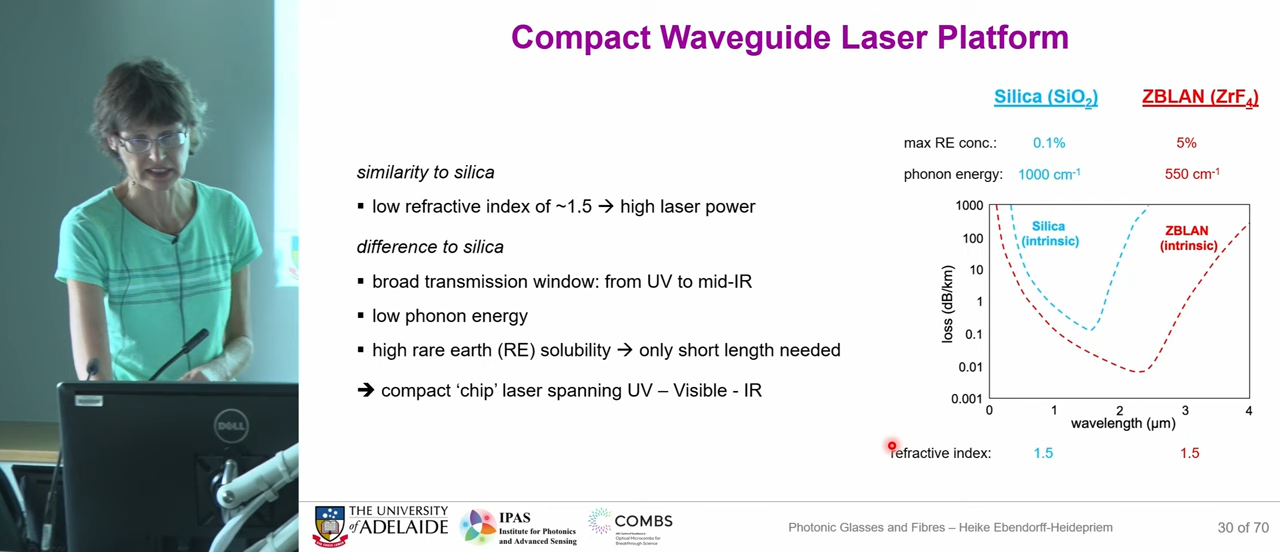 Compact Waveguide Laser Platform
Silica (SiO2) ZBLAN (ZrF4)
max RE conc.: 0.1% 5%
phonon energy: 1000 cm-1 550 cm-1
similarity to silica
▪ low refractive index of ~1.5 → high laser power
difference to silica
▪ broad transmission window: from UV to mid-IR
▪ low phonon energy
▪ high rare earth (RE) solubility → only short length needed
➔ compact ‘chip’ laser spanning UV – Visible - IR
loss (dB/km)
1000
100
10
1
0.1
0.01
0.001
Silica
(intrinsic)
ZBLAN
(intrinsic)
0 1 2 3 4
wavelength (µm)
refractive index: 1.5 1.5
DELL
THE UNIVERSITY
of ADELAIDE
IPAS
Institute for Photonics
and Advanced Sensing
COMBS
Optical Microcombs for
Breakthrough Science
Photonic Glasses and Fibres – Heike Ebendorff-Heidepriem
30 of 70